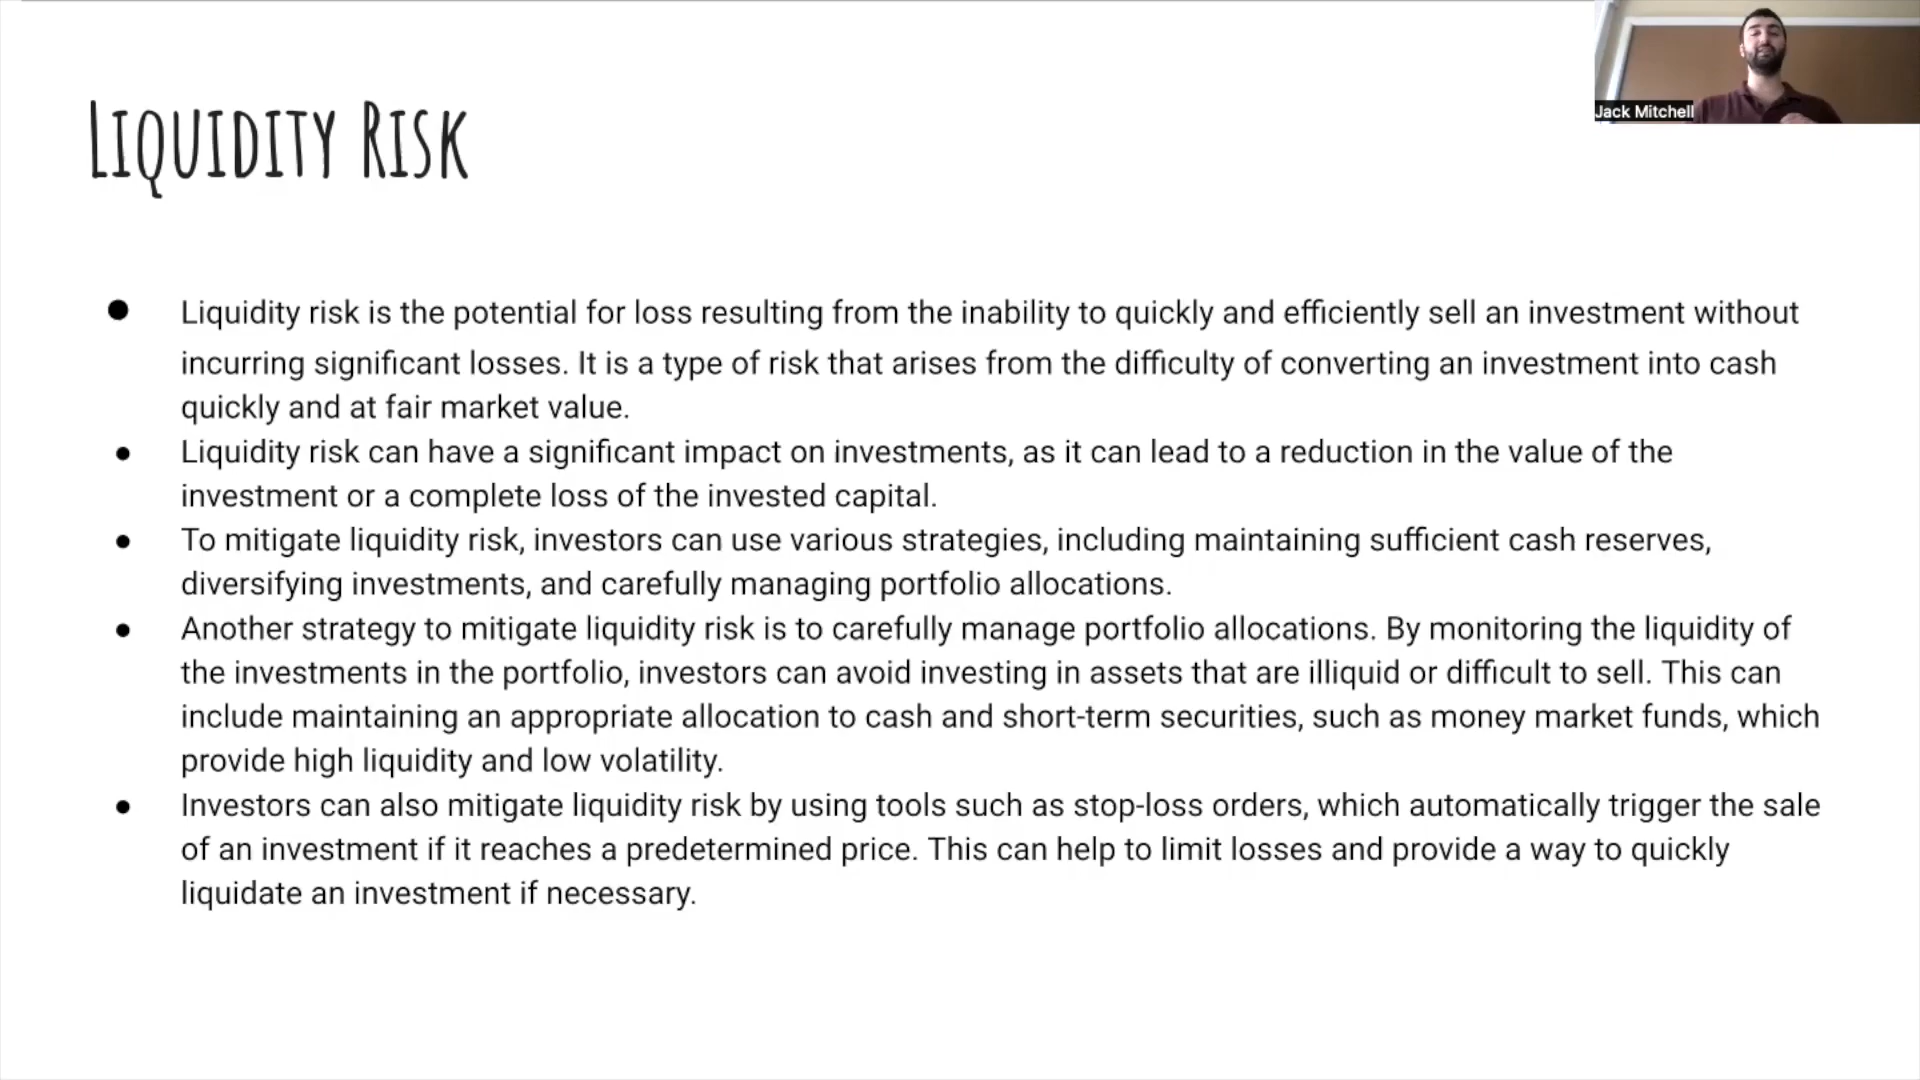 Jack Mitchell
Liquidity Risk
● Liquidity risk is the potential for loss resulting from the inability to quickly and efficiently sell an investment without
incurring significant losses. It is a type of risk that arises from the difficulty of converting an investment into cash
quickly and at fair market value.
● Liquidity risk can have a significant impact on investments, as it can lead to a reduction in the value of the
investment or a complete loss of the invested capital.
● To mitigate liquidity risk, investors can use various strategies, including maintaining sufficient cash reserves,
diversifying investments, and carefully managing portfolio allocations.
● Another strategy to mitigate liquidity risk is to carefully manage portfolio allocations. By monitoring the liquidity of
the investments in the portfolio, investors can avoid investing in assets that are illiquid or difficult to sell. This can
include maintaining an appropriate allocation to cash and short-term securities, such as money market funds, which
provide high liquidity and low volatility.
● Investors can also mitigate liquidity risk by using tools such as stop-loss orders, which automatically trigger the sale
of an investment if it reaches a predetermined price. This can help to limit losses and provide a way to quickly
liquidate an investment if necessary.